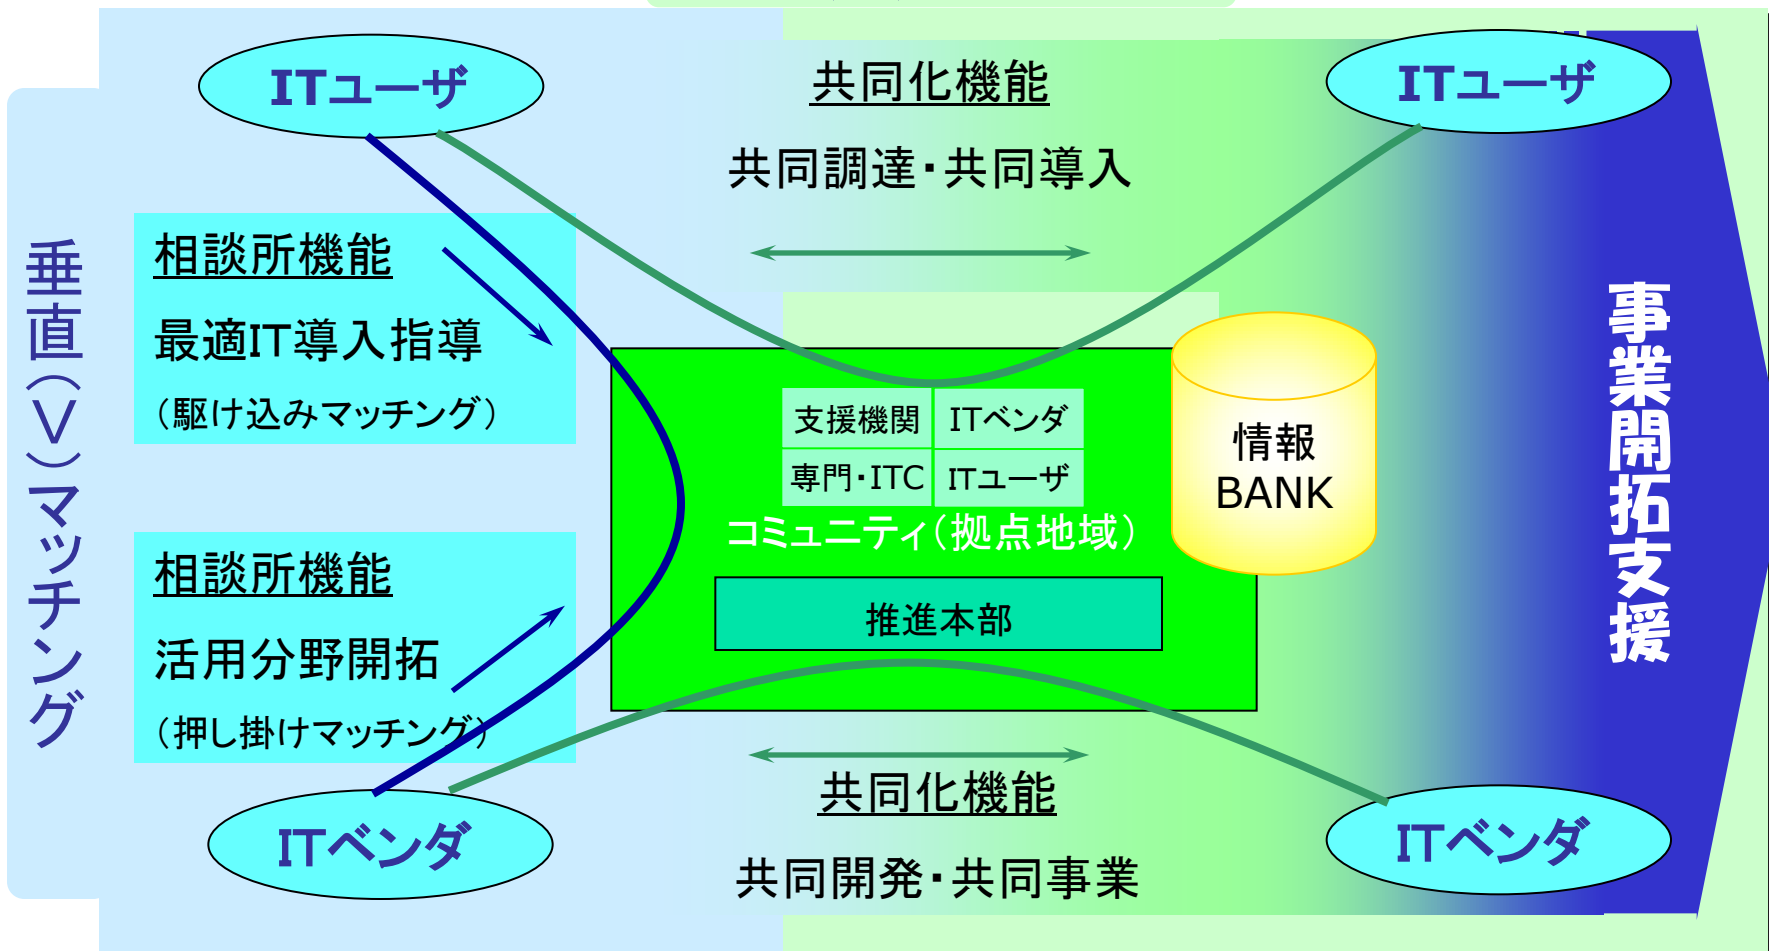 ITユーザ
共同化機能
ITユーザ
共同調達・共同導入
垂直(V)マッチング
相談所機能
最適IT導入指導
(駆け込みマッチング)
支援機関
ITベンダ
専門・ITC
ITユーザ
コミュニティ(拠点地域)
情報
BANK
事業開拓支援
相談所機能
活用分野開拓
(押し掛けマッチング)
推進本部
共同化機能
ITベンダ
共同開発・共同事業
ITベンダ